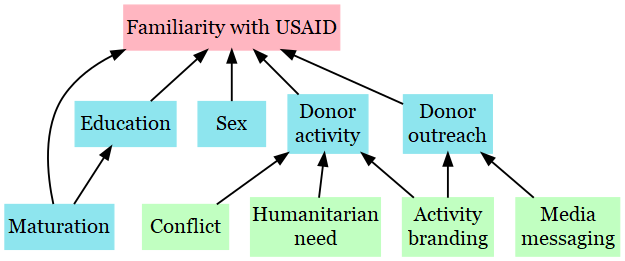 Familiarity with USAID
Education
Sex
Donor
activity
Donor
outreach
Maturation
Conflict
Humanitarian
need
Activity
branding
Media
messaging